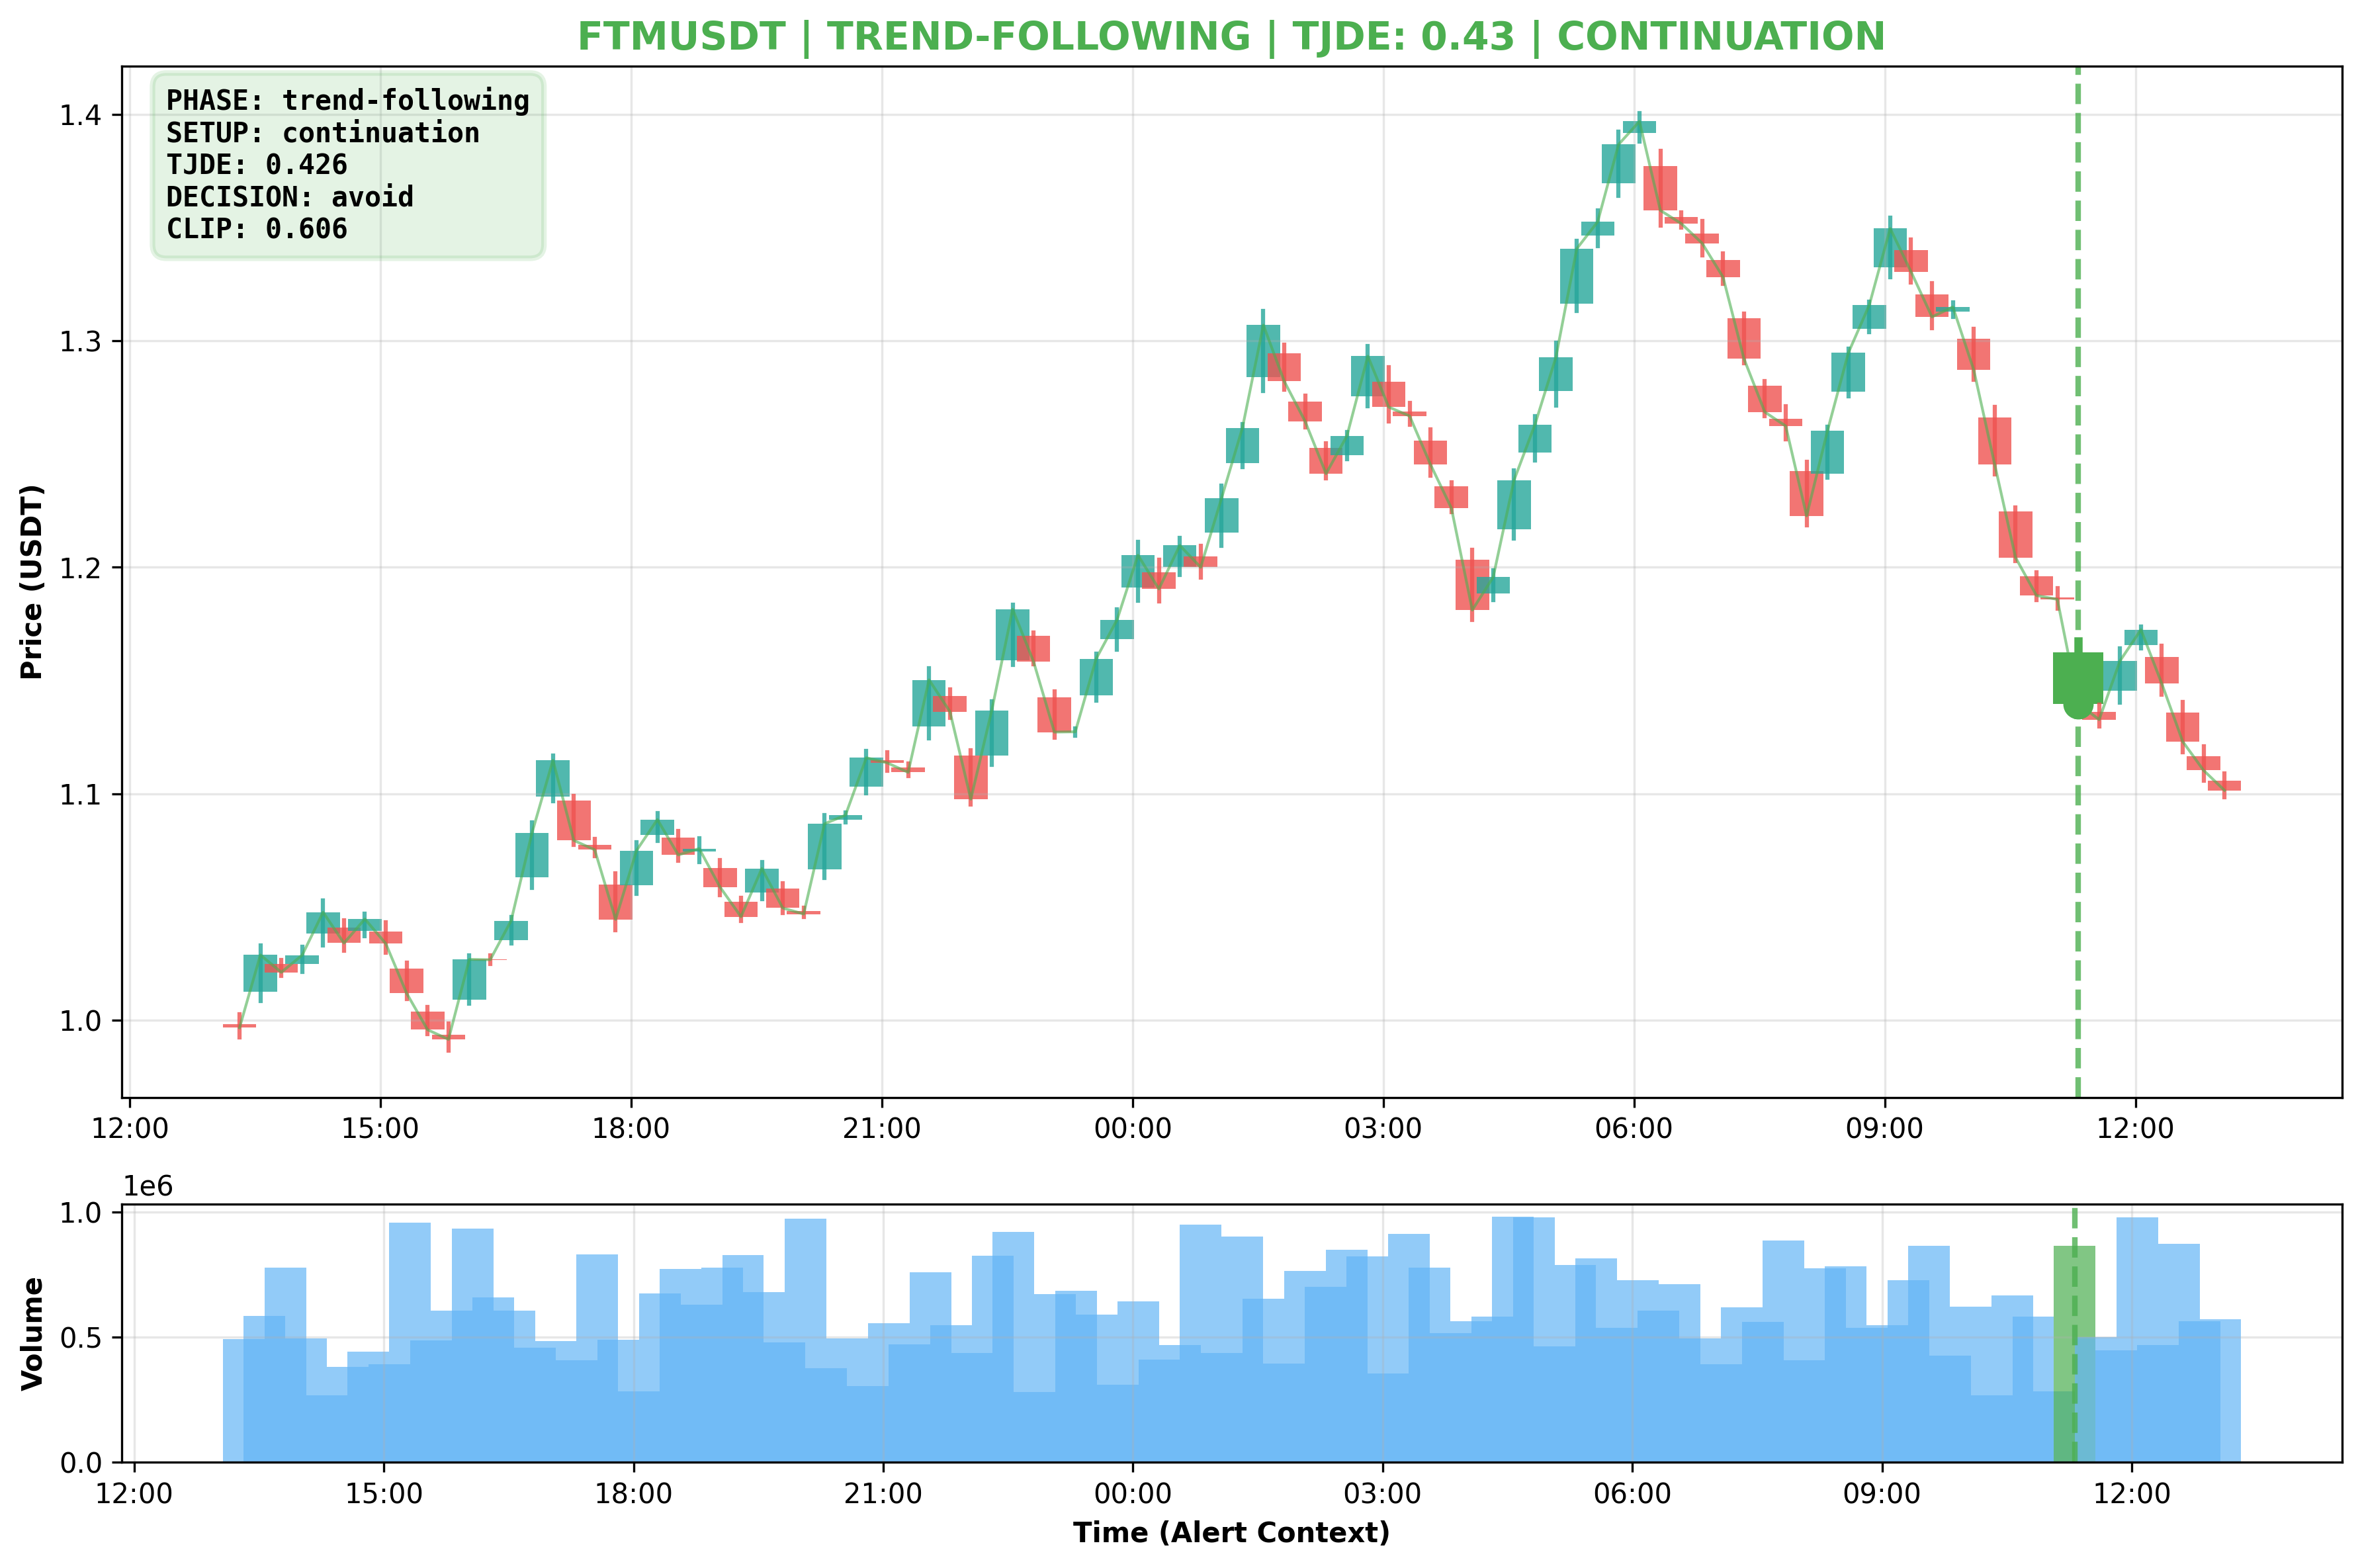 FTMUSDT | TREND-FOLLOWING | TJDE: 0.43 | CONTINUATION
PHASE: trend-following
SETUP: continuation
TJDE: 0.426
DECISION: avoid
CLIP: 0.606
Price (USDT)
1.4
1.3
1.2
1.1
1.0
12:00 15:00 18:00 21:00 00:00 03:00 06:00 09:00 12:00
1e6
Volume
1.0
0.5
0.0
12:00 15:00 18:00 21:00 00:00 03:00 06:00 09:00 12:00
Time (Alert Context)